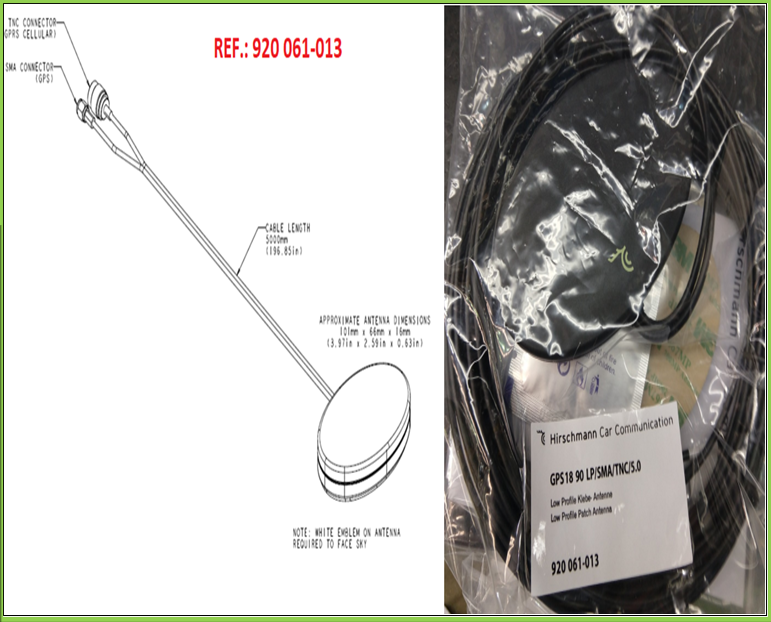 TNC CONNECTOR
GPRS CELLULAR)
SMA CONNECTOR
(GPS)
REF.: 920 061-013
CABLE LENGTH
5000mm
(196.85in)
APPROXIMATE ANTENNA DIMENSIONS
101mm x 66mm x 16mm
(3.97in x 2.59in x 0.63in)
NOTE: WHITE EMBLEM ON ANTENNA
REQUIRED TO FACE SKY
Hirschmann Car Communication
GPS18 90 LP/SMA/TNC/5.0
Low Profile Klebe- Antenne
Low Profile Patch Antenna
920 061-013